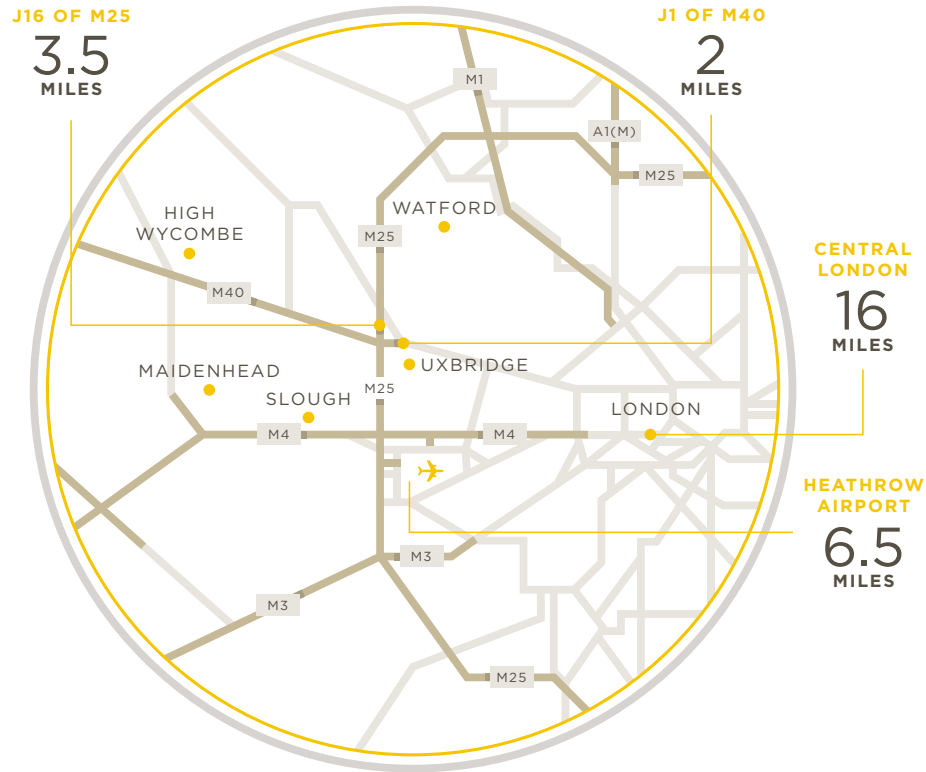 J16 OF M25
3.5
MILES
J1 OF M40
2
MILES
M1
A1(M)
M25
HIGH
WYCOMBE
WATFORD
M25
CENTRAL
LONDON
16
MILES
M40
MAIDENHEAD
UXBRIDGE
M25
SLOUGH
LONDON
M4
M4
HEATHROW
AIRPORT
6.5
MILES
M3
M3
M25